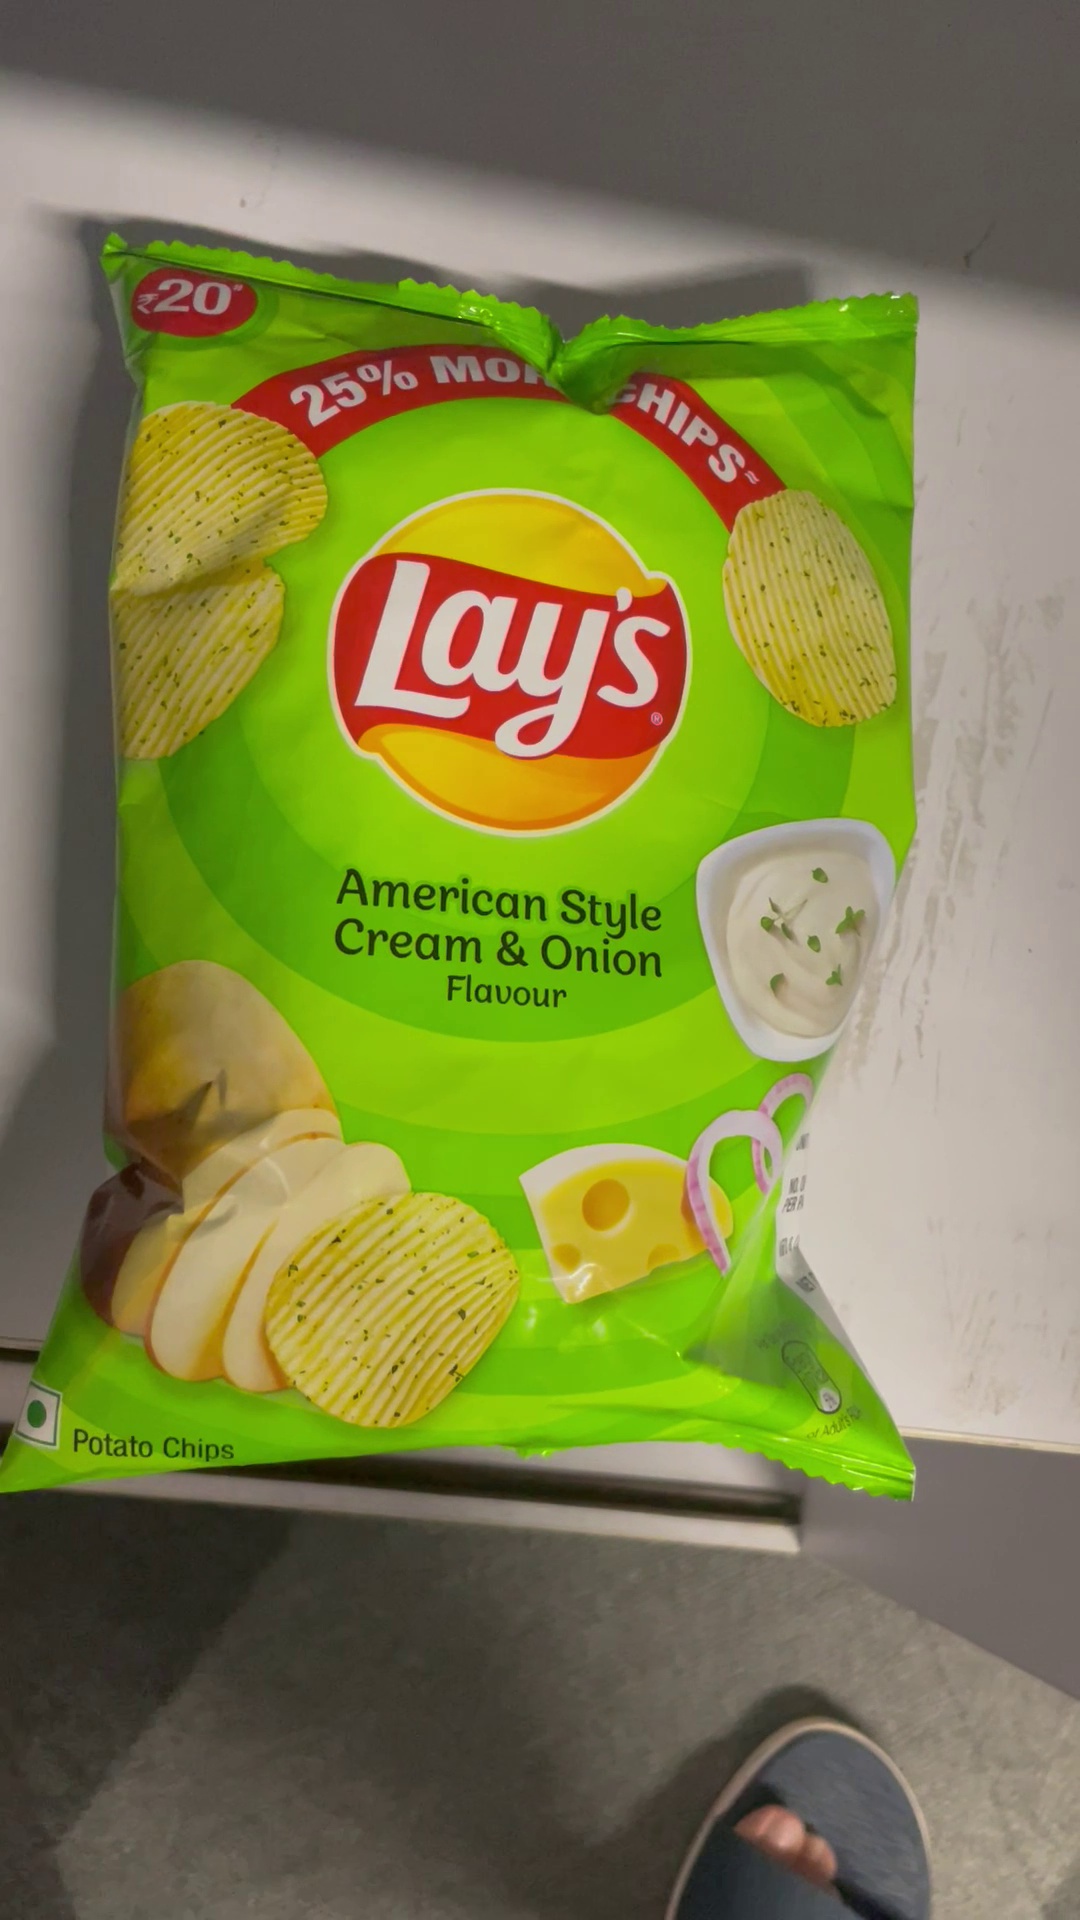 ₹20
25% MORE CHIPS
Lay's
American Style
Cream & Onion
Flavour
Potato Chips